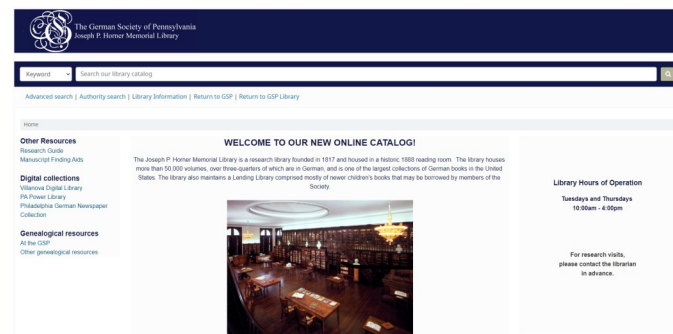 The German Society of Pennsylvania
Joseph P. Horner Memorial Library
Keyword
Search our library catalog
Advanced search | Authority search | Library Information | Return to GSP | Return to GSP Library
Home
Other Resources
Research Guide
Manuscript Finding Aids
Digital collections
Villanova Digital Library
PA Power Library
Philadelphia German Newspaper
Collection
Genealogical resources
At the GSP
Other genealogical resources
WELCOME TO OUR NEW ONLINE CATALOG!
The Joseph P. Horner Memorial Library is a research library founded in 1817 and housed in a historic 1888 reading room. The library houses
more than 50,000 volumes, over three-quarters of which are in German, and is one of the largest collections of German books in the United
States. The library also maintains a Lending Library comprised mostly of newer children's books that may be borrowed by members of the
Society.
Library Hours of Operation
Tuesdays and Thursdays
10:00am - 4:00pm
For research visits,
please contact the librarian
in advance.